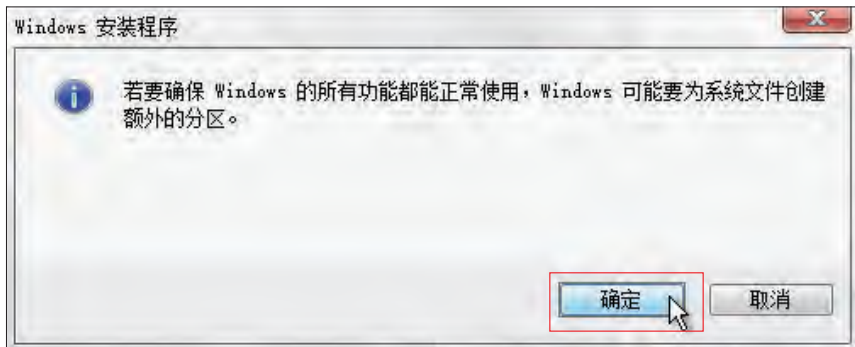 Windows 安装程序
若要确保 Windows 的所有功能都能正常使用，Windows 可能要为系统文件创建
额外的分区。
确定
取消